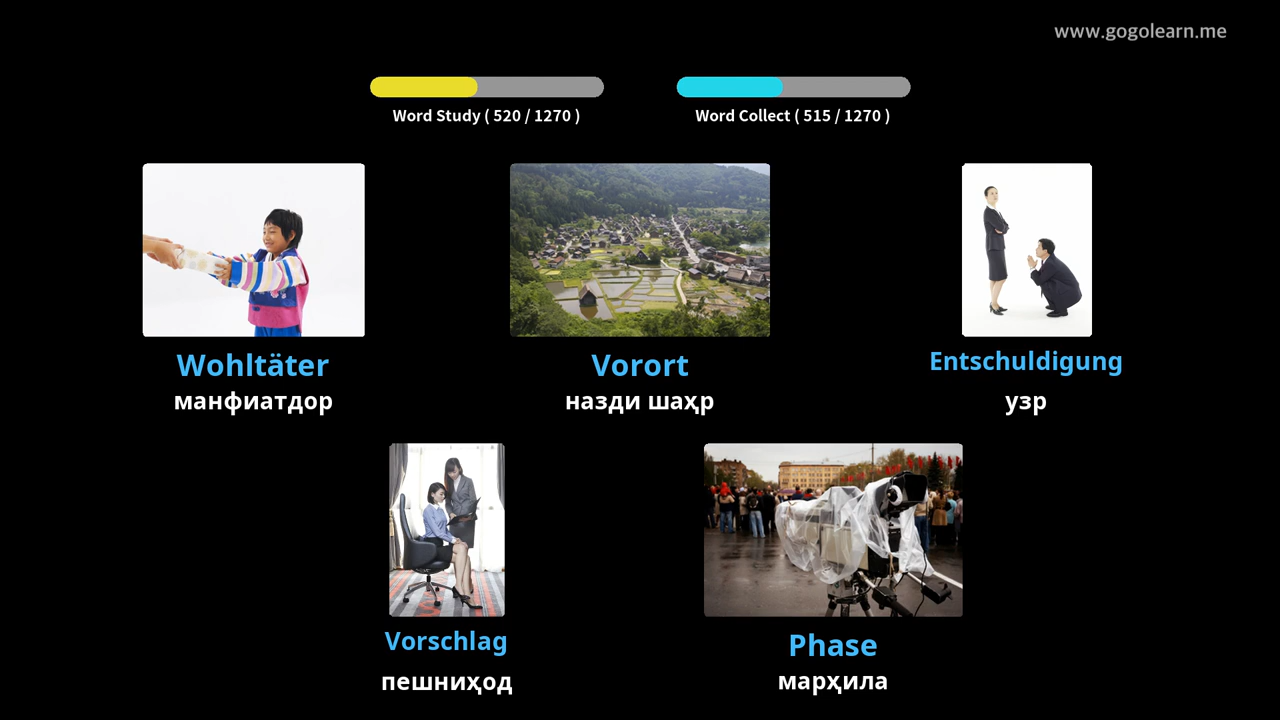 www.gogolearn.me
Word Study ( 520 / 1270 )
Word Collect ( 515 / 1270 )
Wohltäter
манфиатдор
Vorort
назди шаҳр
Entschuldigung
узр
Vorschlag
пешниҳод
Phase
марҳила